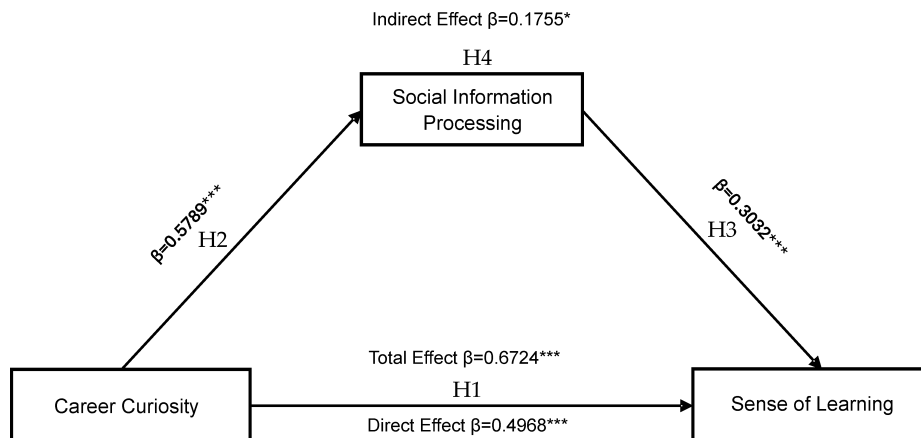 Indirect Effect β=0.1755*
H4
Social Information
Processing
β=0.5789***
H2
β=0.3032***
H3
Total Effect β=0.6724***
H1
Direct Effect β=0.4968***
Career Curiosity
Sense of Learning